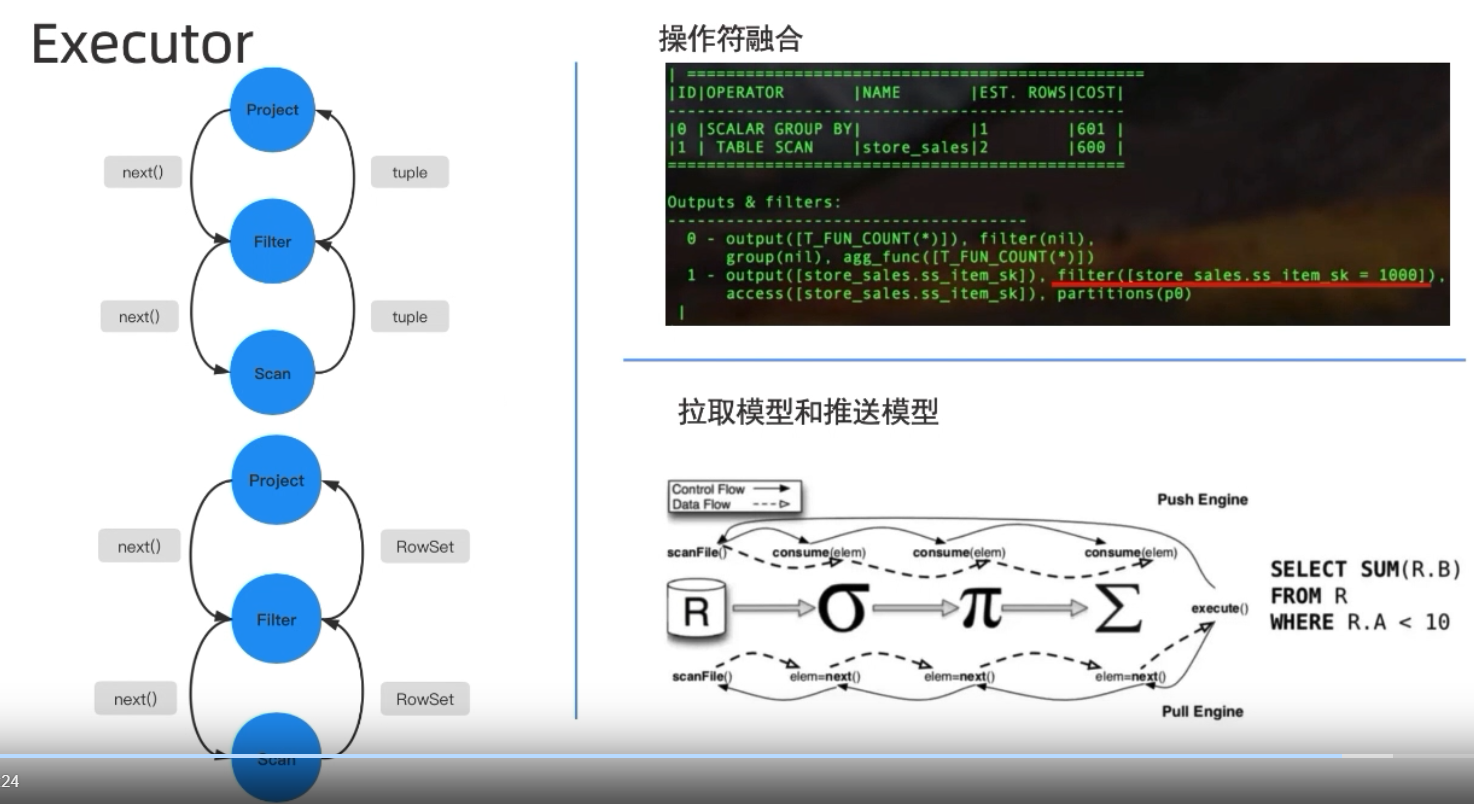 Executor
Project
next()
tuple
Filter
next()
tuple
Scan
Project
next()
RowSet
Filter
next()
RowSet
Scan
24
操作符融合
| ===============================================
|ID|OPERATOR |NAME |EST. ROWS|COST|
-----------------------------------------------
|0 |SCALAR GROUP BY| |1 |601 |
|1 | TABLE SCAN |store_sales|2 |600 |
===============================================
Outputs & filters:
-------------------------------------
0 - output([T_FUN_COUNT(*)]), filter(nil),
group(nil), agg_func([T_FUN_COUNT(*)])
1 - output([store_sales.ss_item_sk]), filter([store_sales.ss_item_sk = 1000]),
access([store_sales.ss_item_sk]), partitions(p0)
|
拉取模型和推送模型
Control Flow
Data Flow
Push Engine
scanFile() consume(elem) consume(elem) consume(elem)
R σ π Σ execute()
scanFile() elem=next() elem=next() elem=next()
Pull Engine
SELECT SUM(R.B)
FROM R
WHERE R.A < 10